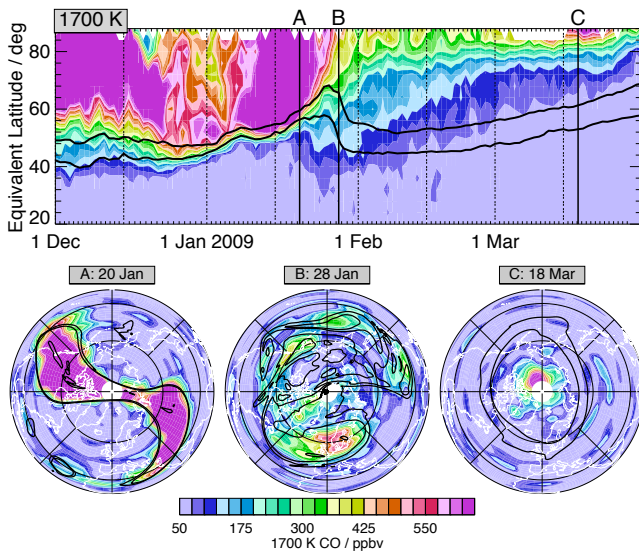 1700 K
A B C
Equivalent Latitude / deg
80
60
40
20
1 Dec 1 Jan 2009 1 Feb 1 Mar
A: 20 Jan B: 28 Jan C: 18 Mar
50 175 300 425 550
1700 K CO / ppbv